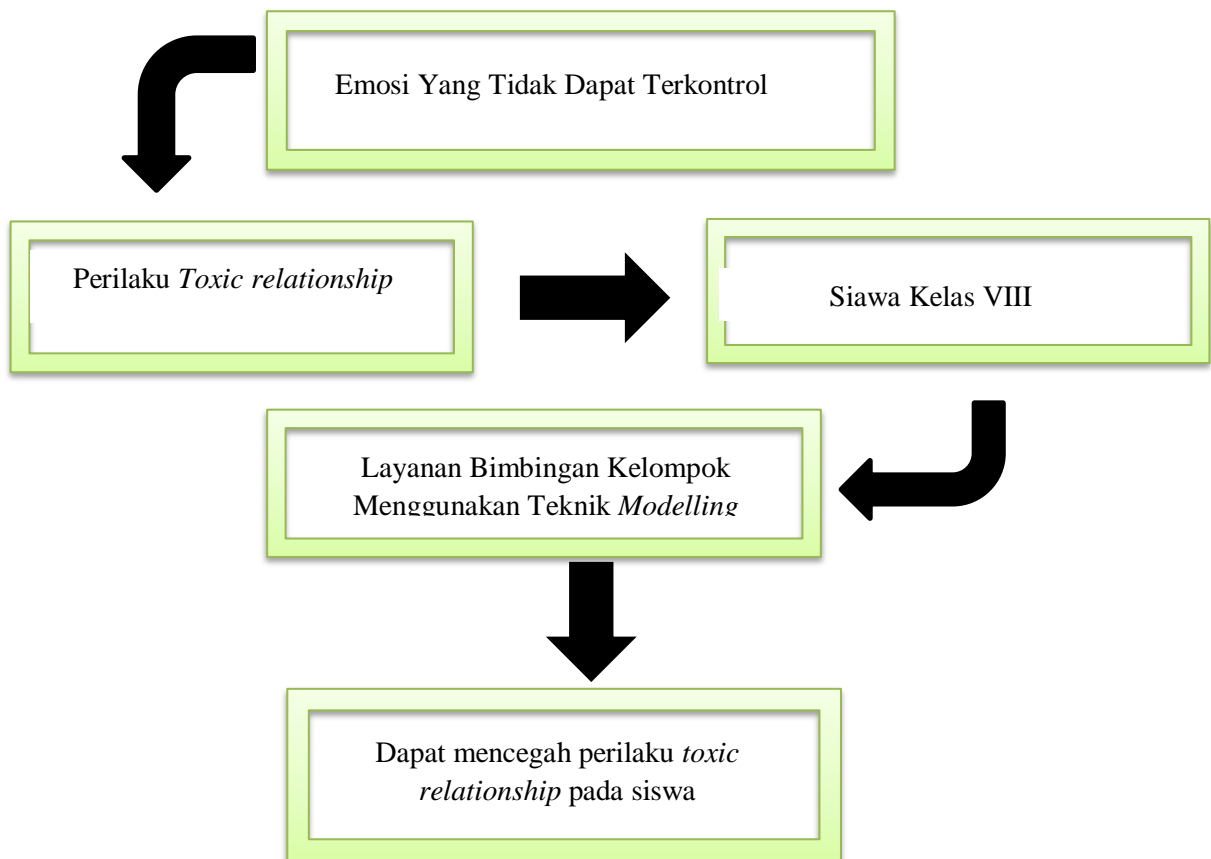 Emosi Yang Tidak Dapat Terkontrol
Perilaku Toxic relationship
Siawa Kelas VIII
Layanan Bimbingan Kelompok
Menggunakan Teknik Modelling
Dapat mencegah perilaku toxic
relationship pada siswa